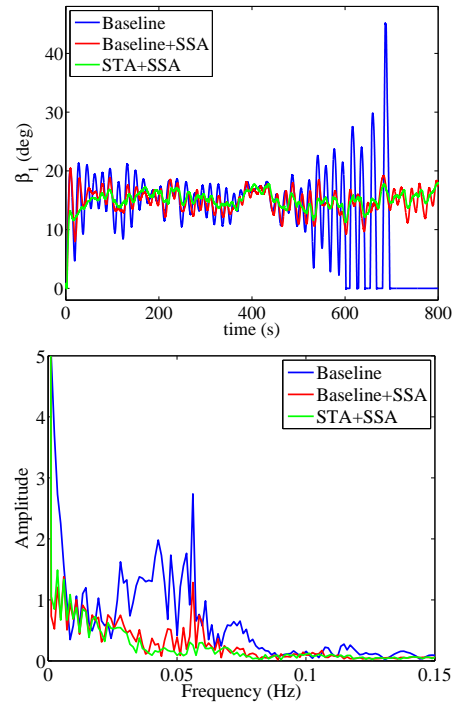 Baseline
Baseline+SSA
STA+SSA
40
30
20
10
0
β1 (deg)
0
200
400
600
800
time (s)
Baseline
Baseline+SSA
STA+SSA
5
4
3
2
1
0
Amplitude
0
0.05
0.1
0.15
Frequency (Hz)